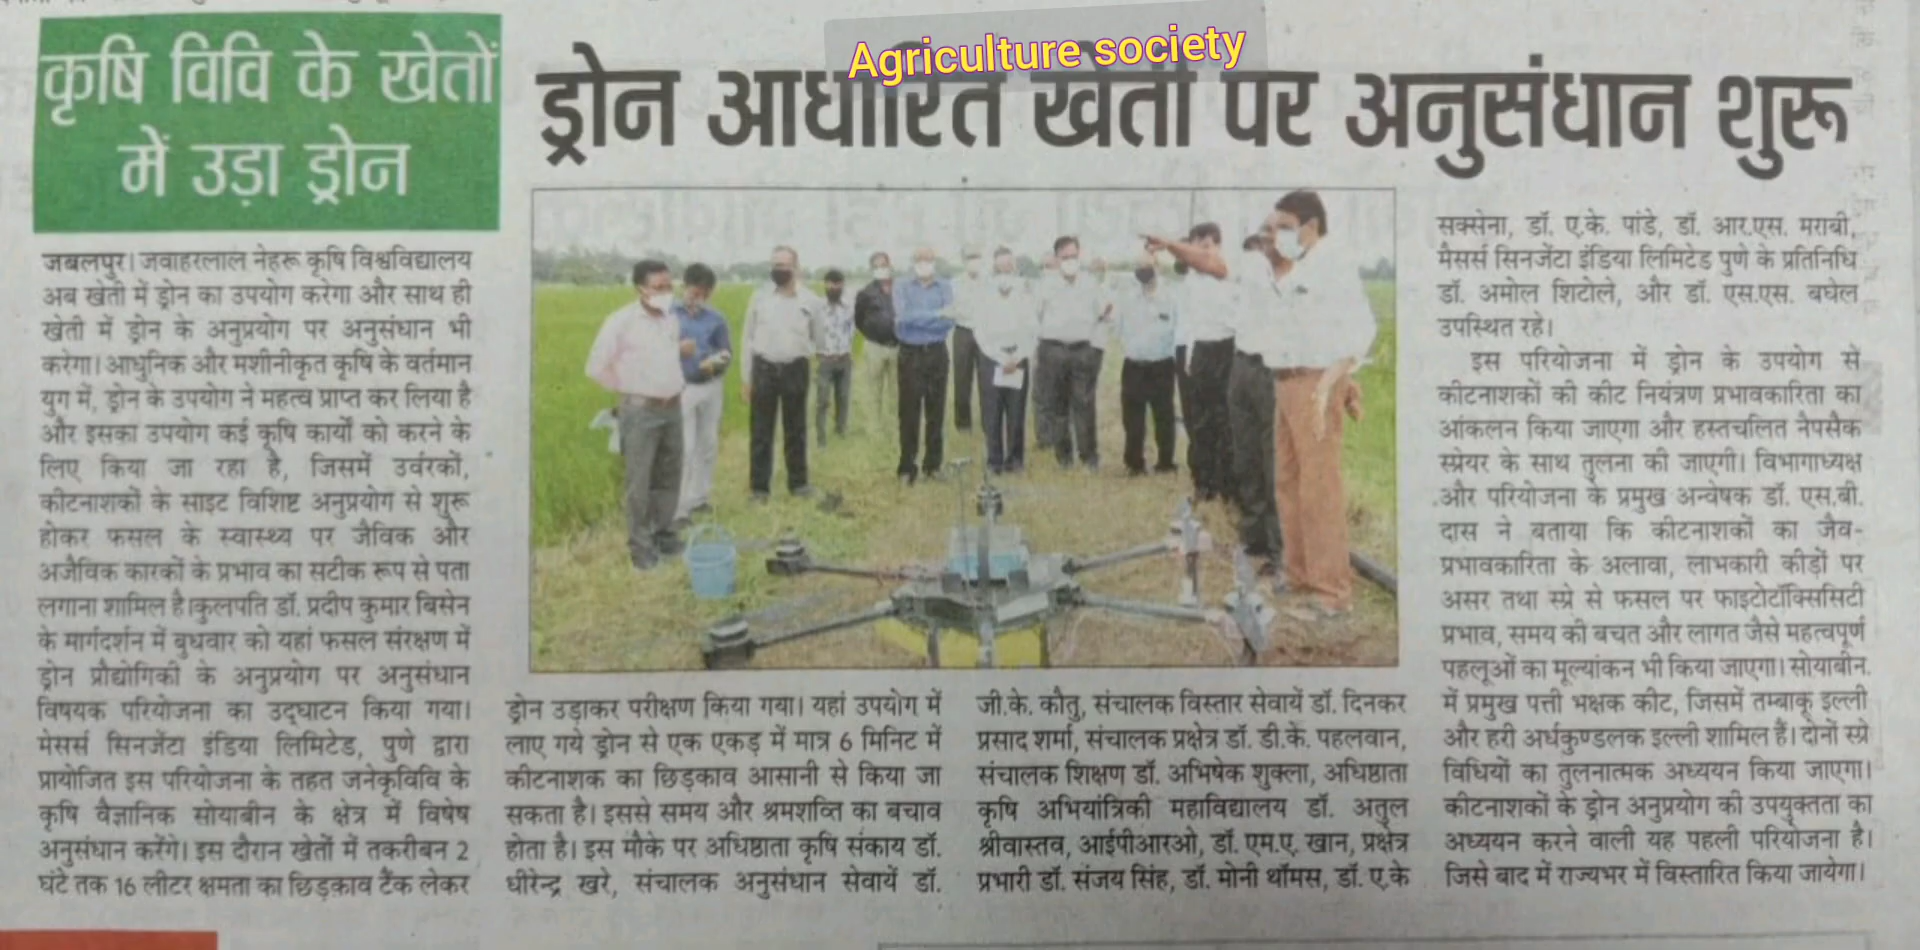 Agriculture society
कृषि विवि के खेतों
में उड़ा ड्रोन
ड्रोन आधारित खेती पर अनुसंधान शुरू
जबलपुर। जवाहरलाल नेहरू कृषि विश्वविद्यालय
अब खेती में ड्रोन का उपयोग करेगा और साथ ही
खेती में ड्रोन के अनुप्रयोग पर अनुसंधान भी
करेगा। आधुनिक और मशीनीकृत कृषि के वर्तमान
युग में, ड्रोन के उपयोग ने महत्व प्राप्त कर लिया है
और इसका उपयोग कई कृषि कार्यों को करने के
लिए किया जा रहा है, जिसमें उर्वरकों,
कीटनाशकों के साइट विशिष्ट अनुप्रयोग से शुरू
होकर फसल के स्वास्थ्य पर जैविक और
अजैविक कारकों के प्रभाव का सटीक रूप से पता
लगाना शामिल है।कुलपति डॉ. प्रदीप कुमार बिसेन
के मार्गदर्शन में बुधवार को यहां फसल संरक्षण में
ड्रोन प्रौद्योगिकी के अनुप्रयोग पर अनुसंधान
विषयक परियोजना का उद्घाटन किया गया।
मेसर्स सिनजेंटा इंडिया लिमिटेड, पुणे द्वारा
प्रायोजित इस परियोजना के तहत जनेकृविवि के
कृषि वैज्ञानिक सोयाबीन के क्षेत्र में विषेष
अनुसंधान करेंगे। इस दौरान खेतों में तकरीबन 2
घंटे तक 16 लीटर क्षमता का छिड़काव टैंक लेकर
ड्रोन उड़ाकर परीक्षण किया गया। यहां उपयोग में
लाए गये ड्रोन से एक एकड़ में मात्र 6 मिनिट में
कीटनाशक का छिड़काव आसानी से किया जा
सकता है। इससे समय और श्रमशक्ति का बचाव
होता है। इस मौके पर अधिष्ठाता कृषि संकाय डॉ.
धीरेन्द्र खरे, संचालक अनुसंधान सेवायें डॉ.
जी.के. कौतु, संचालक विस्तार सेवायें डॉ. दिनकर
प्रसाद शर्मा, संचालक प्रक्षेत्र डॉ. डी.के. पहलवान,
संचालक शिक्षण डॉ. अभिषेक शुक्ला, अधिष्ठाता
कृषि अभियांत्रिकी महाविद्यालय डॉ. अतुल
श्रीवास्तव, आईपीआरओ, डॉ. एम.ए. खान, प्रक्षेत्र
प्रभारी डॉ. संजय सिंह, डॉ. मोनी थॉमस, डॉ. ए.के
सक्सेना, डॉ. ए.के. पांडे, डॉ. आर.एस. मराबी,
मैसर्स सिनजेंटा इंडिया लिमिटेड पुणे के प्रतिनिधि
डॉ. अमोल शिटोले, और डॉ. एस.एस. बघेल
उपस्थित रहे।
इस परियोजना में ड्रोन के उपयोग से
कीटनाशकों की कीट नियंत्रण प्रभावकारिता का
आंकलन किया जाएगा और हस्तचलित नैपसैक
स्प्रेयर के साथ तुलना की जाएगी। विभागाध्यक्ष
और परियोजना के प्रमुख अन्वेषक डॉ. एस.बी.
दास ने बताया कि कीटनाशकों का जैव-
प्रभावकारिता के अलावा, लाभकारी कीड़ों पर
असर तथा स्प्रे से फसल पर फाइटोटॉक्सिसिटी
प्रभाव, समय की बचत और लागत जैसे महत्वपूर्ण
पहलूओं का मूल्यांकन भी किया जाएगा। सोयाबीन
में प्रमुख पत्ती भक्षक कीट, जिसमें तम्बाकू इल्ली
और हरी अर्धकुण्डलक इल्ली शामिल हैं। दोनों स्प्रे
विधियों का तुलनात्मक अध्ययन किया जाएगा।
कीटनाशकों के ड्रोन अनुप्रयोग की उपयुक्तता का
अध्ययन करने वाली यह पहली परियोजना है।
जिसे बाद में राज्यभर में विस्तारित किया जायेगा।